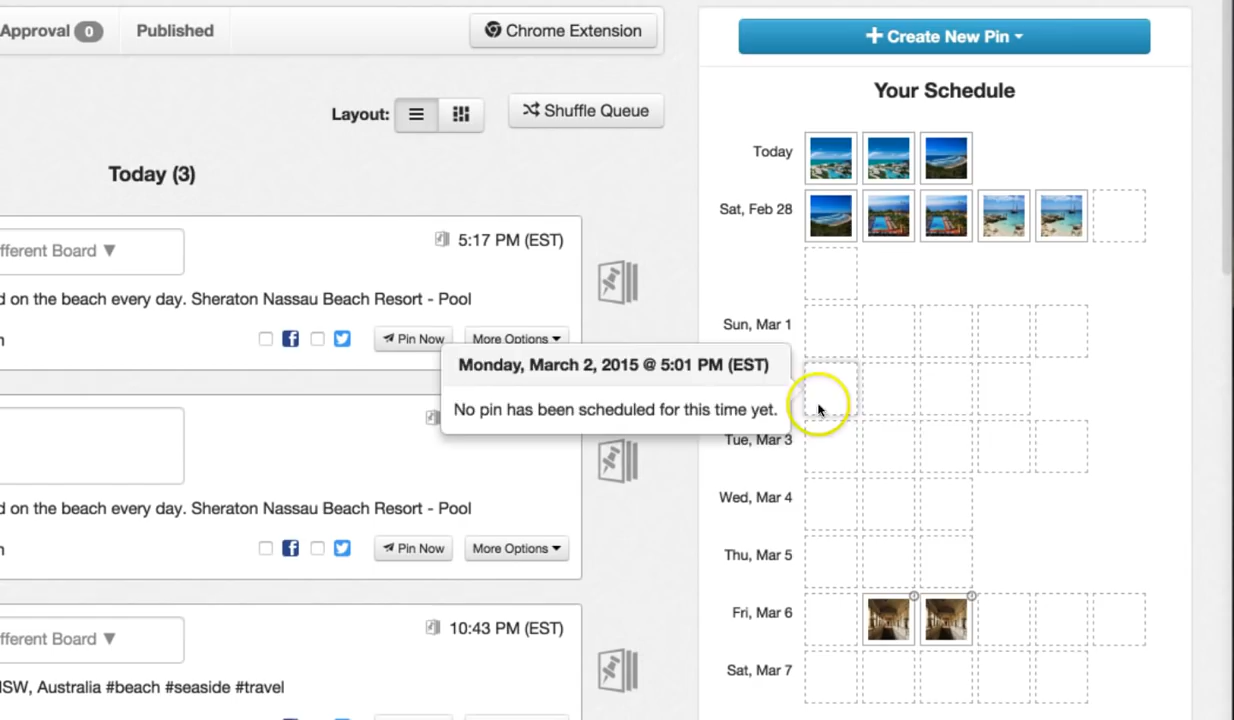 Approval 0 Published Chrome Extension
Create New Pin
Layout: Shuffle Queue
Your Schedule
Today (3)
fferent Board ▼ 5:17 PM (EST)
d on the beach every day. Sheraton Nassau Beach Resort - Pool
n Pin Now More Options
d on the beach every day. Sheraton Nassau Beach Resort - Pool
n Pin Now More Options
fferent Board ▼ 10:43 PM (EST)
NSW, Australia #beach #seaside #travel
Monday, March 2, 2015 @ 5:01 PM (EST)
No pin has been scheduled for this time yet.
Today
Sat, Feb 28
Sun, Mar 1
Tue, Mar 3
Wed, Mar 4
Thu, Mar 5
Fri, Mar 6
Sat, Mar 7